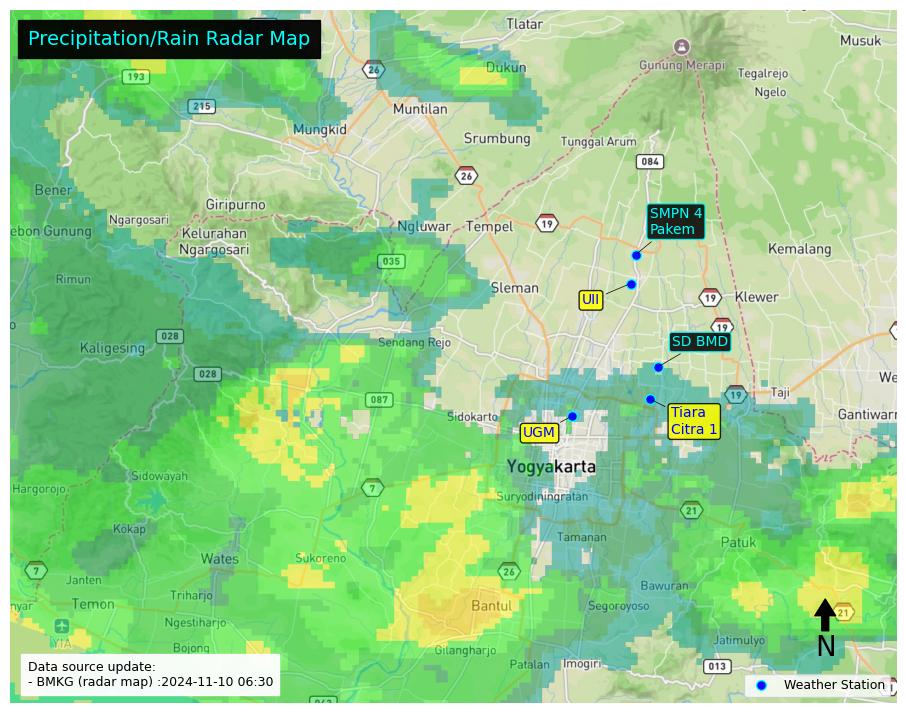 Precipitation/Rain Radar Map
Tlatar
Musuk
26
Dukun
Gunung Merapi
193
Tegalrejo
Ngelo
215
Muntilan
Mungkid
Srumbung
Tunggal Arum
084
26
Bener
Giripurno
SMPN 4
Pakem
Ngargosari
Ngluwar
Tempel
19
ebon Gunung
Kelurahan
Ngargosari
Kemalang
035
Rimun
Sleman
UII
19
Klewer
19
028
Kaligesing
Sendang Rejo
SD BMD
028
We
087
19
Taji
Sidokarto
Tiara
Citra 1
Gantiwarn
UGM
Yogyakarta
Sidowayah
Hargorojo
7
Suryodiningratan
21
Kokap
Tamanan
Patuk
Wates
Sukoreno
7
26
Janten
Bawuran
Triharjo
nyar
Temon
Bantul
Segoroyoso
21
Ngestiharjo
YIA
Jatimulyo
N
Bojong
Gilangharjo
Patalan
Imogiri
013
Data source update:
- BMKG (radar map) :2024-11-10 06:30
Weather Station